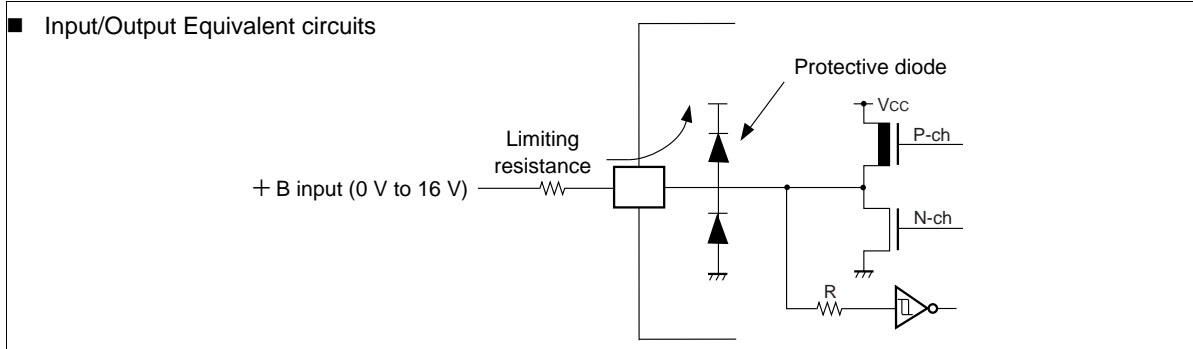 ■ Input/Output Equivalent circuits
Protective diode
VCC
P-ch
Limiting
resistance
+ B input (0 V to 16 V)
N-ch
R